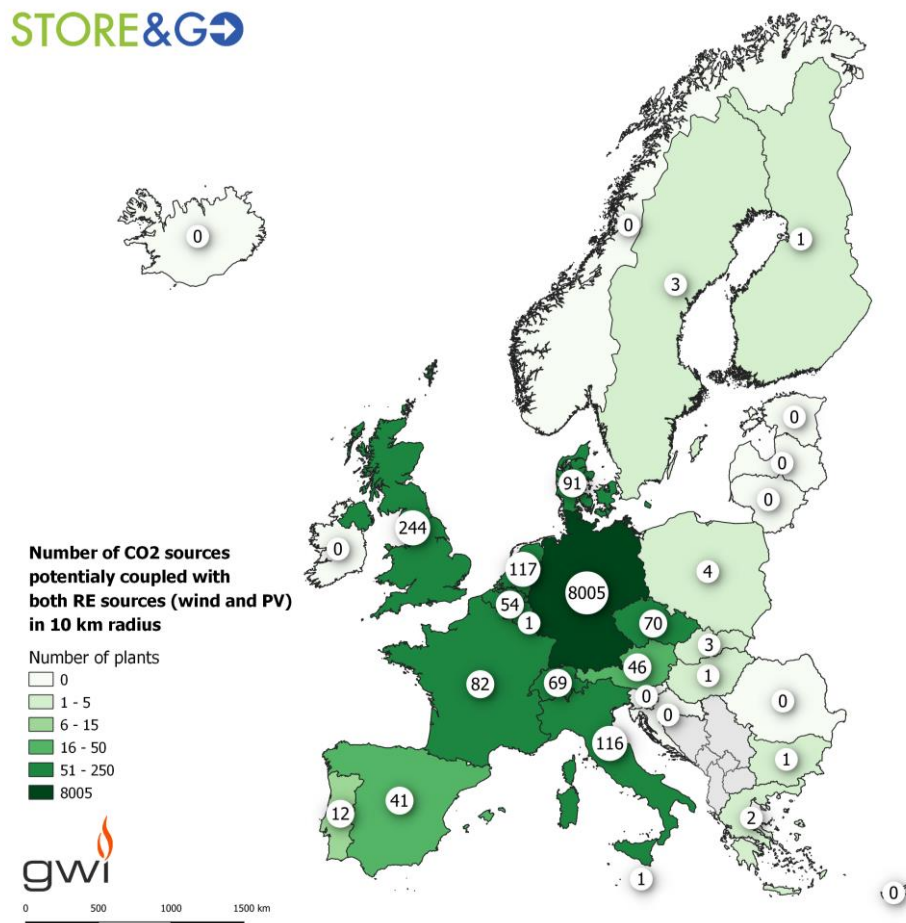 STORE&GO
0
0
1
3
0
0
0
91
244
0
117
54
1
8005
4
70
3
46
1
69
82
0
0
0
116
1
41
12
2
1
0
Number of CO2 sources
potentialy coupled with
both RE sources (wind and PV)
in 10 km radius
Number of plants
0
1 - 5
6 - 15
16 - 50
51 - 250
8005
gwi
0 500 1000 1500 km